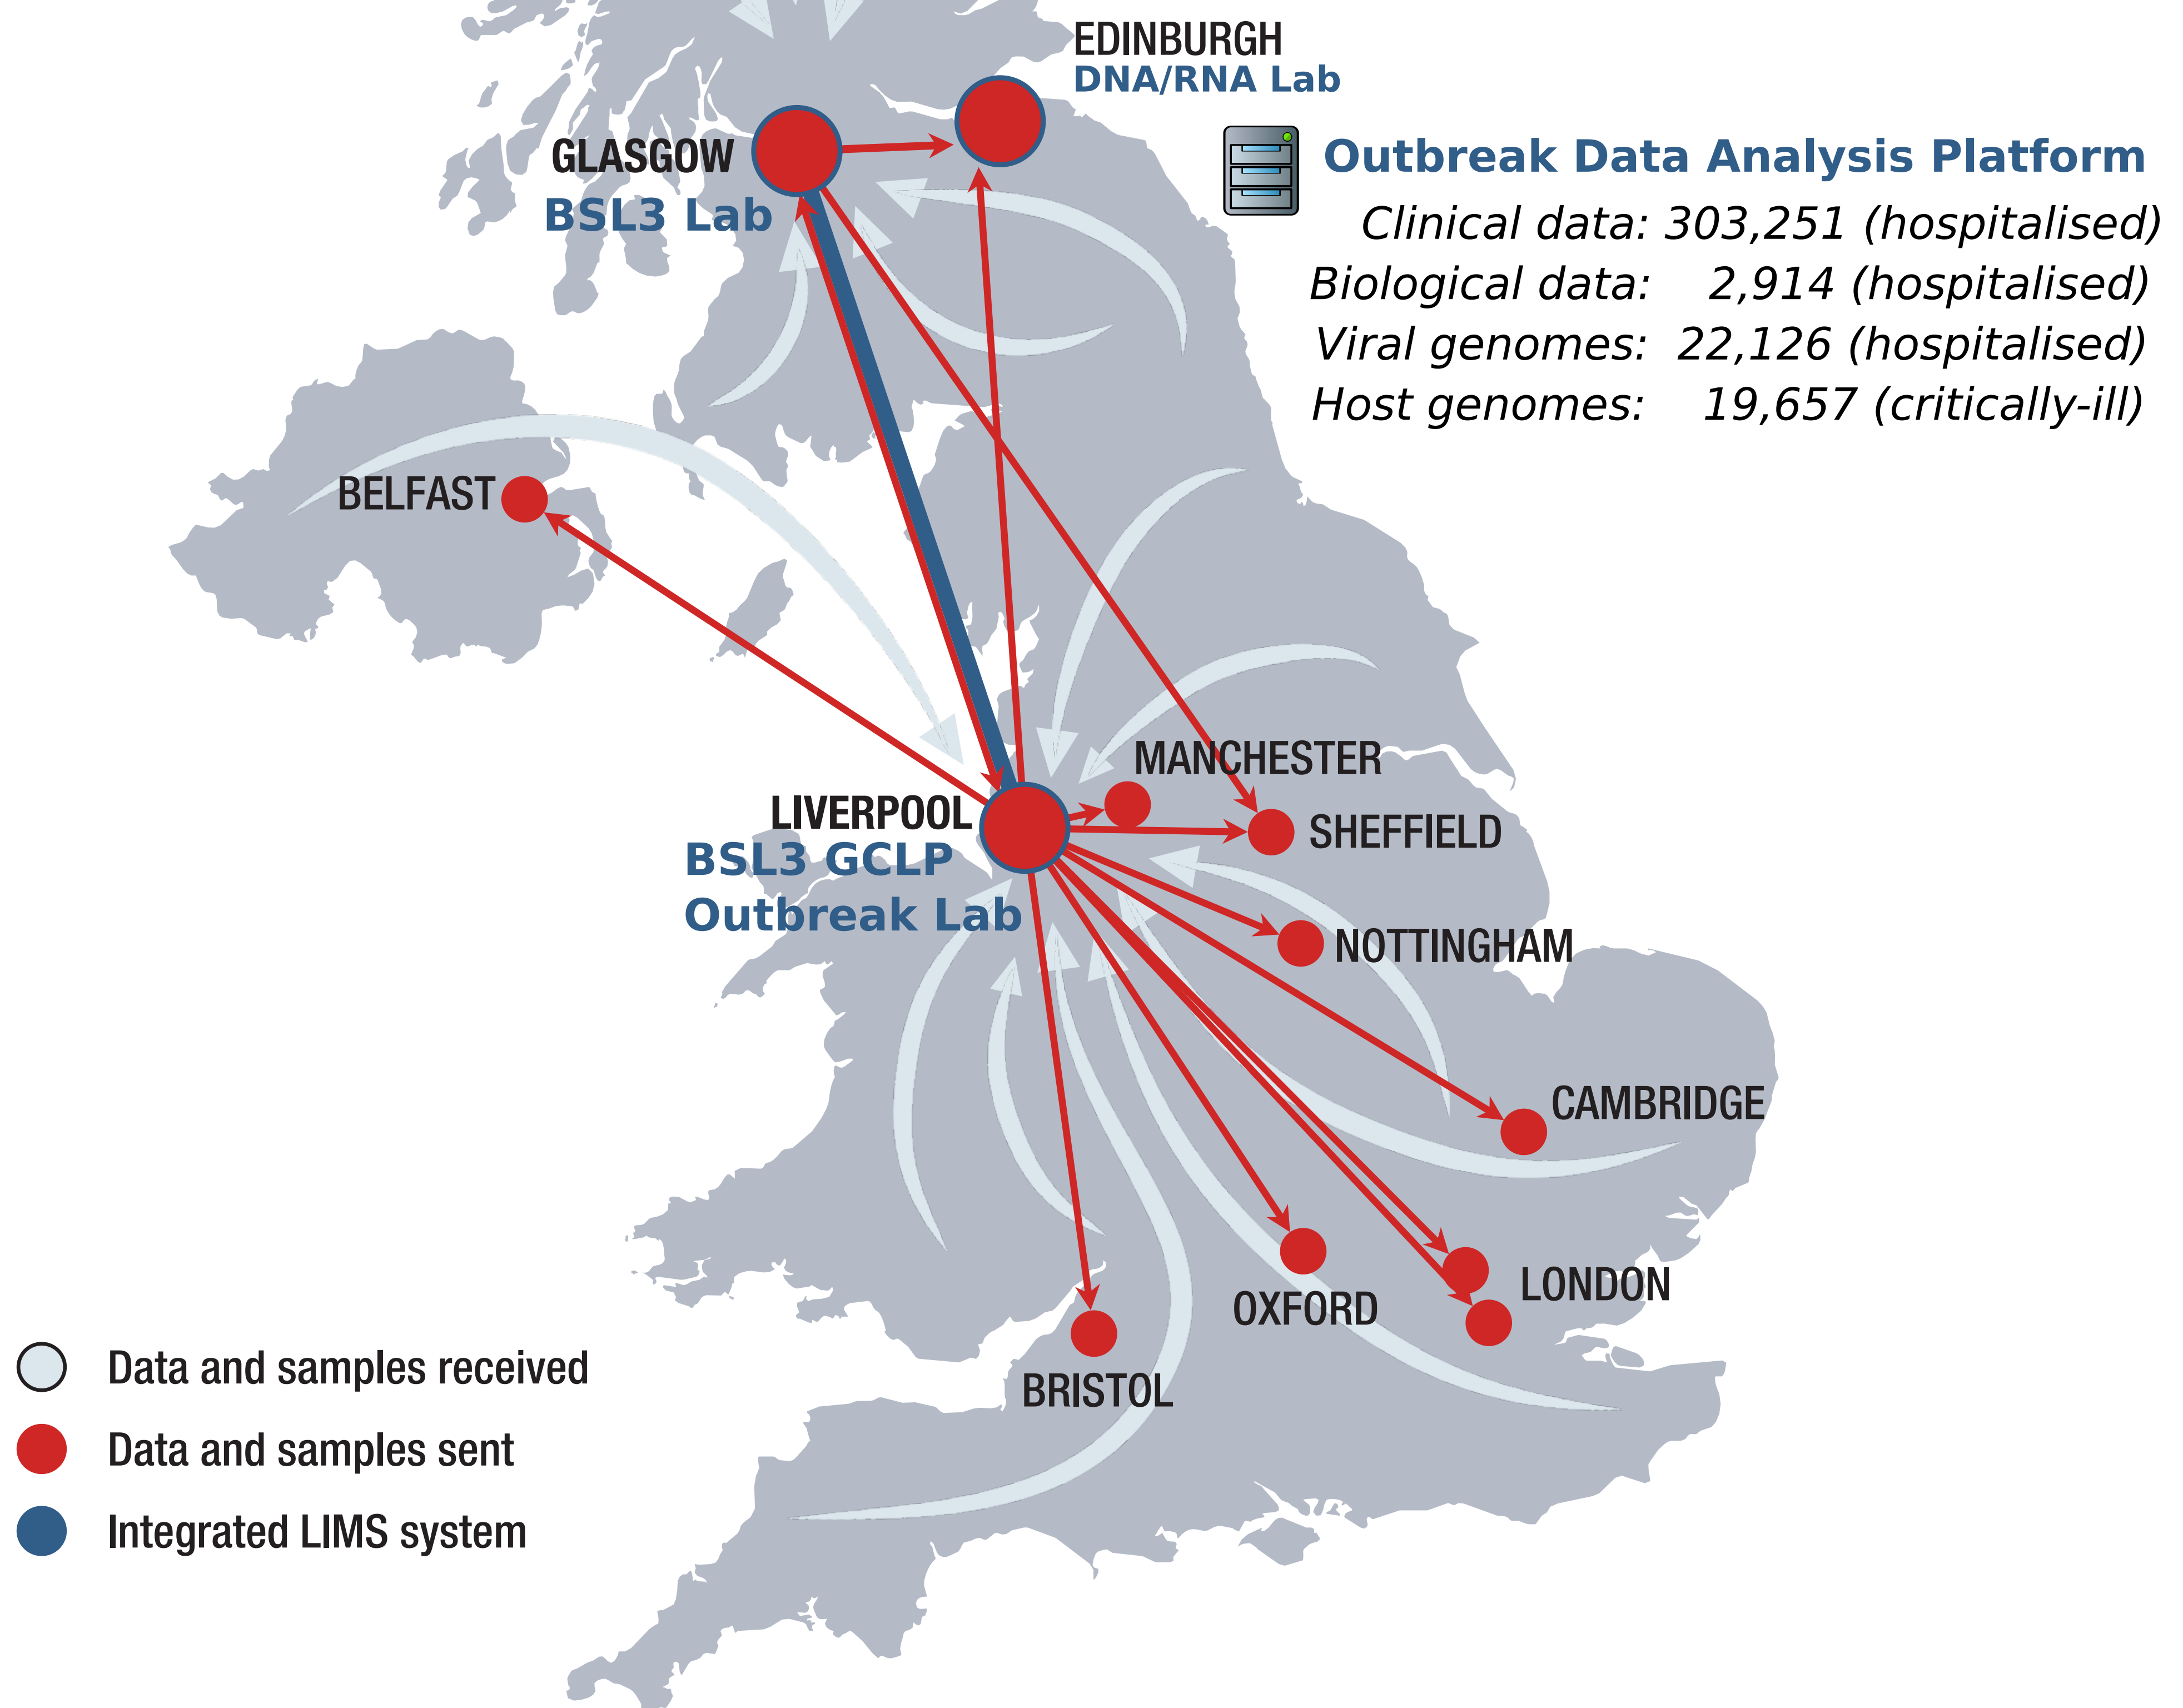 EDINBURGH
DNA/RNA Lab
GLASGOW
BSL3 Lab
Outbreak Data Analysis Platform
Clinical data: 303,251 (hospitalised)
Biological data: 2,914 (hospitalised)
Viral genomes: 22,126 (hospitalised)
Host genomes: 19,657 (critically-ill)
BELFAST
MANCHESTER
LIVERPOOL
BSL3 GCLP
Outbreak Lab
SHEFFIELD
NOTTINGHAM
CAMBRIDGE
LONDON
OXFORD
BRISTOL
Data and samples received
Data and samples sent
Integrated LIMS system